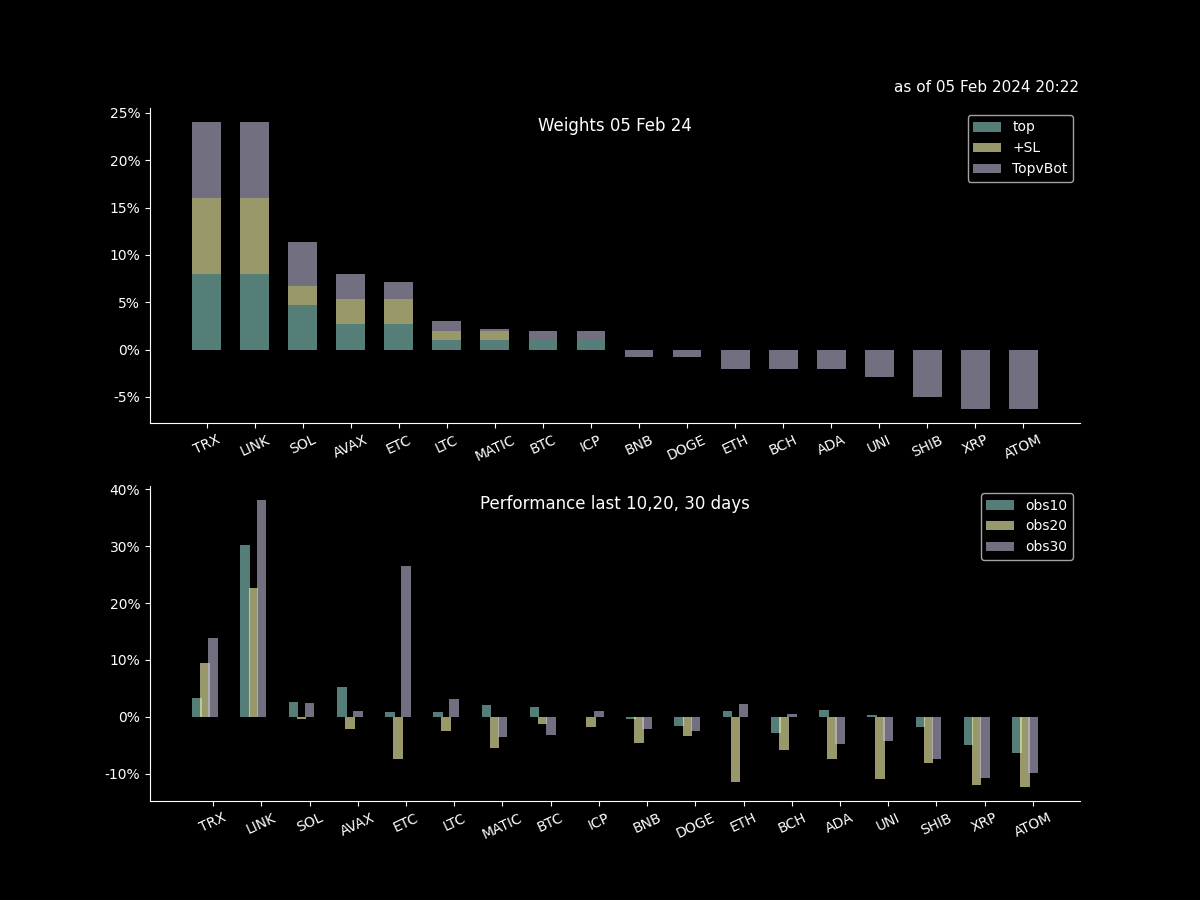 as of 05 Feb 2024 20:22
25%
Weights 05 Feb 24
top
+SL
TopvBot
20%
15%
10%
5%
0%
-5%
TRX LINK SOL AVAX ETC LTC MATIC BTC ICP BNB DOGE ETH BCH ADA UNI SHIB XRP ATOM
40%
Performance last 10,20, 30 days
obs10
obs20
obs30
30%
20%
10%
0%
-10%
TRX LINK SOL AVAX ETC LTC MATIC BTC ICP BNB DOGE ETH BCH ADA UNI SHIB XRP ATOM